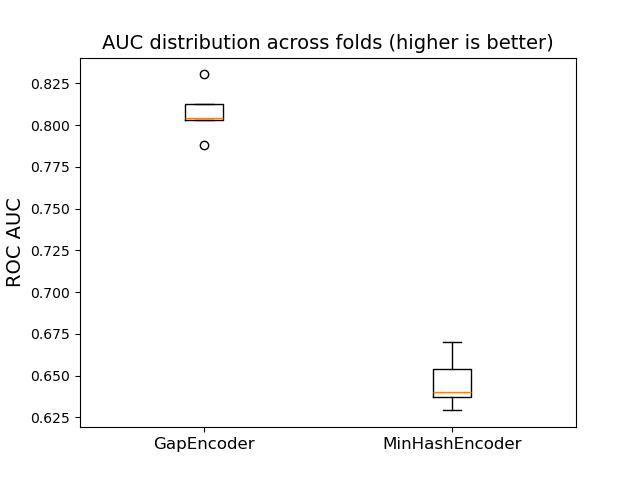 AUC distribution across folds (higher is better)
ROC AUC
0.825
0.800
0.775
0.750
0.725
0.700
0.675
0.650
0.625
GapEncoder
MinHashEncoder